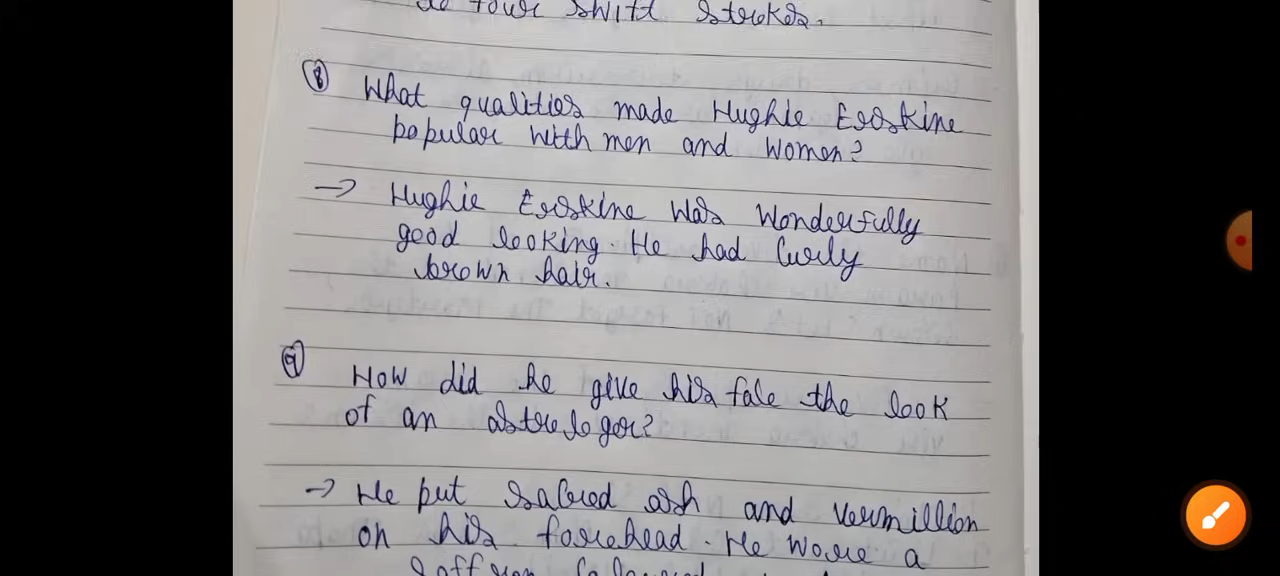 swift strokes.
⑧ What qualities made Hughie Erskine
popular with men and women?
→ Hughie Erskine was wonderfully
good looking. He had curly
brown hair.
⑨ How did he give his face the look
of an astrologer?
→ He put sacred ash and vermillion
on his forehead. He wore a